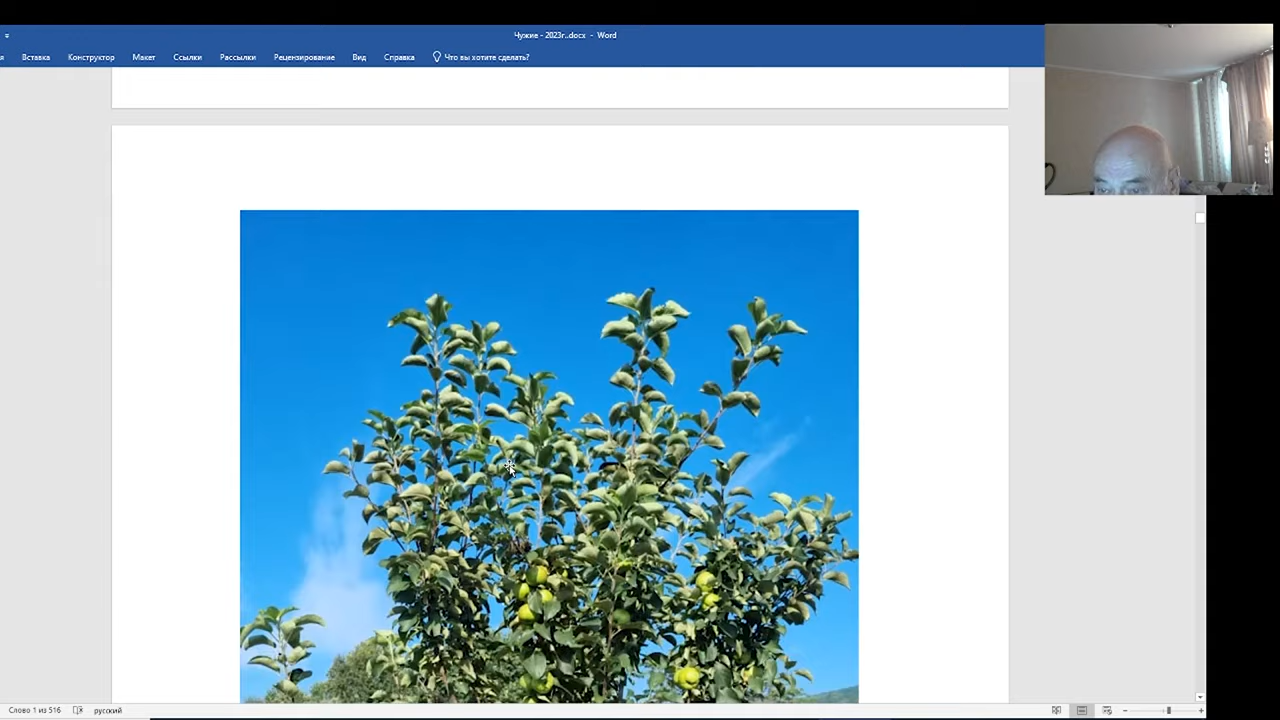 Чужие - 2023г..docx - Word
я Вставка Конструктор Макет Ссылки Рассылки Рецензирование Вид Справка Что вы хотите сделать?
Слово 1 из 516 русский